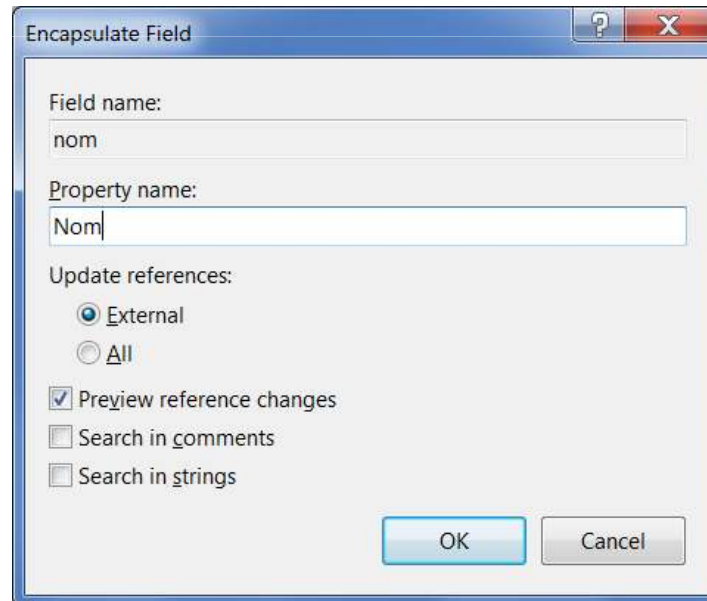 Encapsulate Field
Field name:
nom
Property name:
Nom
Update references:
External
All
Preview reference changes
Search in comments
Search in strings
OK Cancel